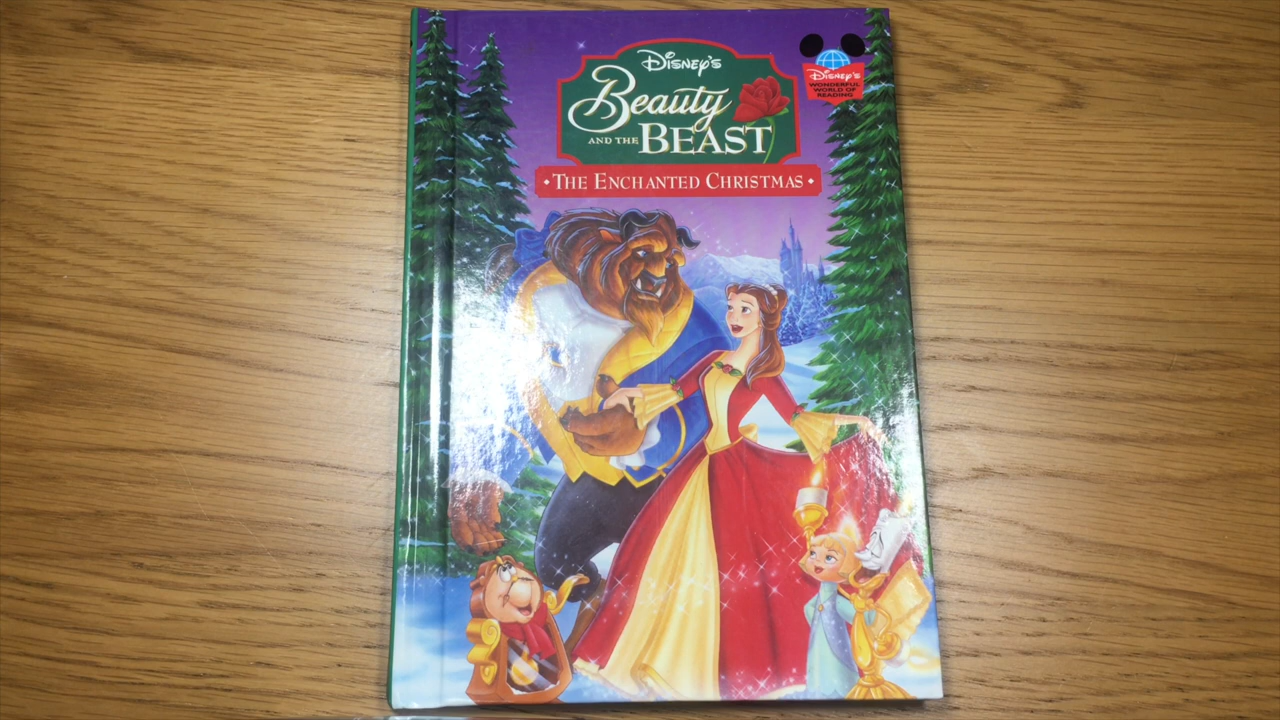 Disney's
Beauty
AND THE BEAST
• THE ENCHANTED CHRISTMAS •
Disney's
WONDERFUL
WORLD OF
READING